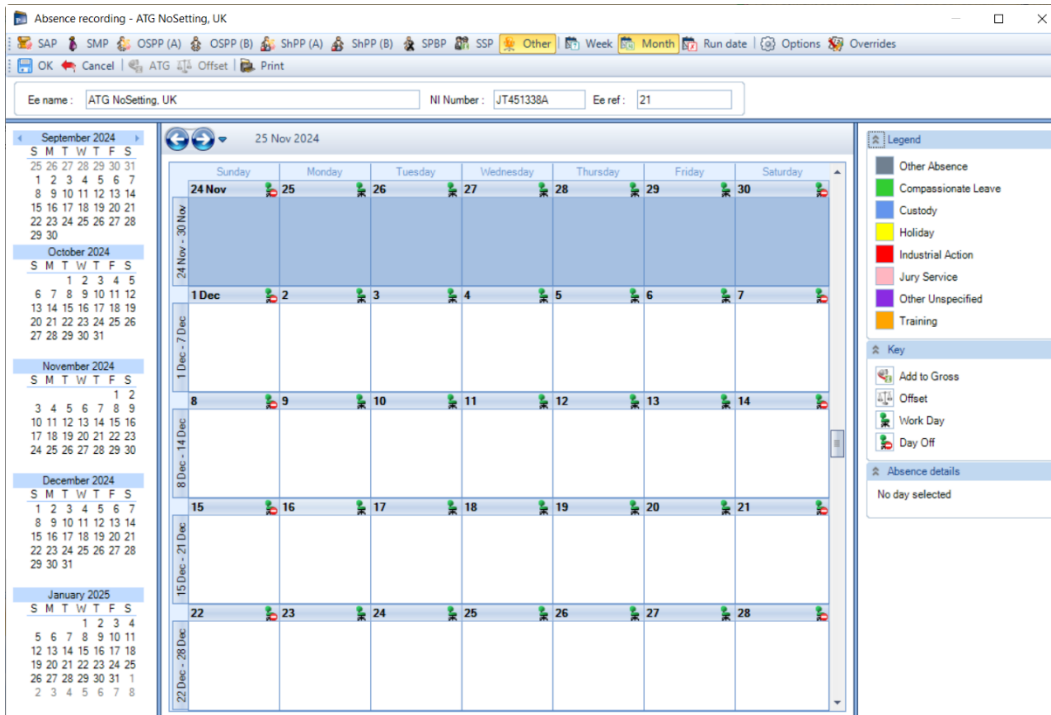 Absence recording - ATG NoSetting, UK
SAP SMP OSPP (A) OSPP (B) ShPP (A) ShPP (B) SPBP SSP Other Week Month Run date Options Overrides
OK Cancel ATG Offset Print
Ee name : ATG NoSetting, UK NI Number : JT451338A Ee ref : 21
September 2024
S M T W T F S
25 26 27 28 29 30 31
1 2 3 4 5 6 7
8 9 10 11 12 13 14
15 16 17 18 19 20 21
22 23 24 25 26 27 28
29 30
October 2024
S M T W T F S
1 2 3 4 5
6 7 8 9 10 11 12
13 14 15 16 17 18 19
20 21 22 23 24 25 26
27 28 29 30 31
November 2024
S M T W T F S
1 2
3 4 5 6 7 8 9
10 11 12 13 14 15 16
17 18 19 20 21 22 23
24 25 26 27 28 29 30
December 2024
S M T W T F S
1 2 3 4 5 6 7
8 9 10 11 12 13 14
15 16 17 18 19 20 21
22 23 24 25 26 27 28
29 30 31
January 2025
S M T W T F S
1 2 3 4
5 6 7 8 9 10 11
12 13 14 15 16 17 18
19 20 21 22 23 24 25
26 27 28 29 30 31 1
2 3 4 5 6 7 8
25 Nov 2024
Sunday Monday Tuesday Wednesday Thursday Friday Saturday
24 Nov 25 26 27 28 29 30
24 Nov - 30 Nov
1 Dec 2 3 4 5 6 7
1 Dec - 7 Dec
8 9 10 11 12 13 14
8 Dec - 14 Dec
15 16 17 18 19 20 21
15 Dec - 21 Dec
22 23 24 25 26 27 28
22 Dec - 28 Dec
Legend
Other Absence
Compassionate Leave
Custody
Holiday
Industrial Action
Jury Service
Other Unspecified
Training
Key
Add to Gross
Offset
Work Day
Day Off
Absence details
No day selected